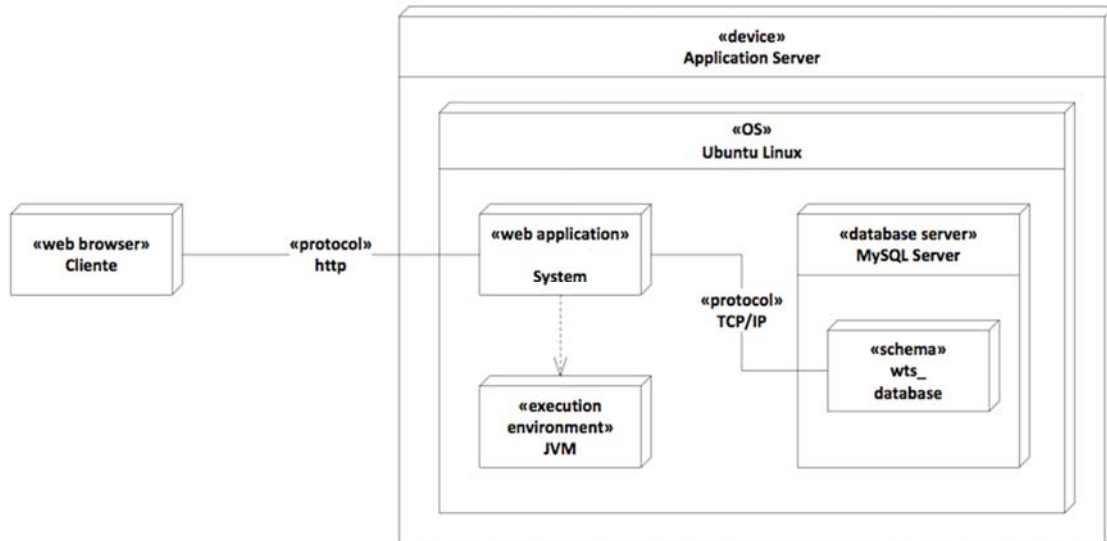 «device»
Application Server
«OS»
Ubuntu Linux
«web browser»
Cliente
«protocol»
http
«web application»
System
«protocol»
TCP/IP
«database server»
MySQL Server
«schema»
wts_
database
«execution
environment»
JVM